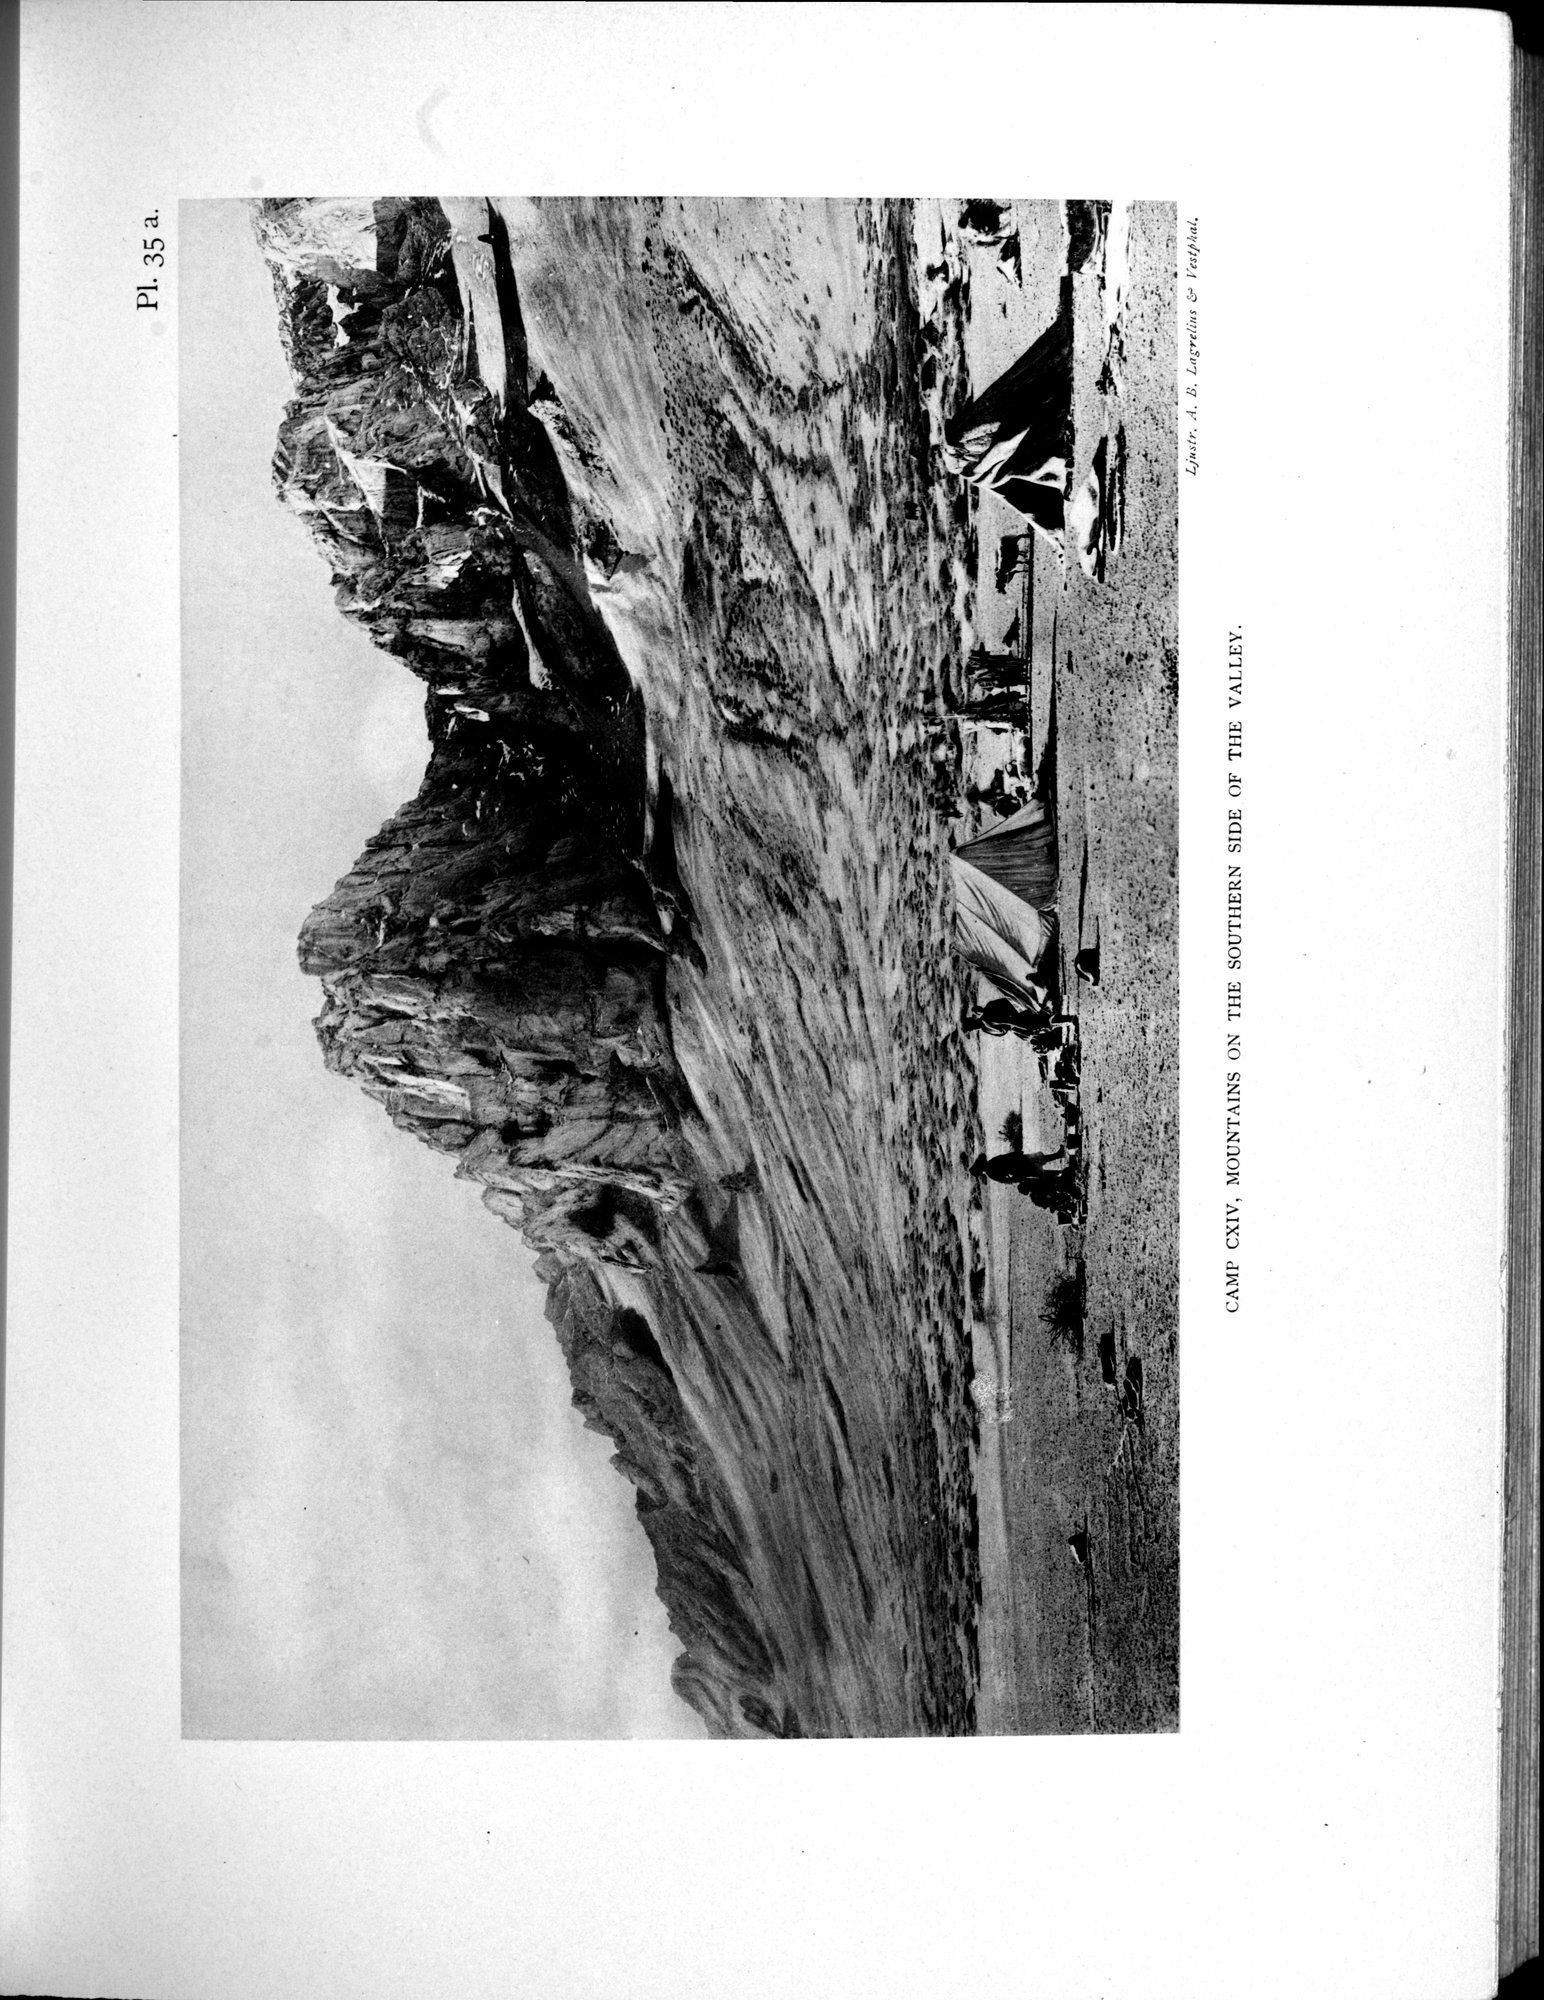 Pl. 35 a.
Ljustr. A. B. Lagrelius & Vestphal.
CAMP CXIV, MOUNTAINS ON THE SOUTHERN SIDE OF THE VALLEY.